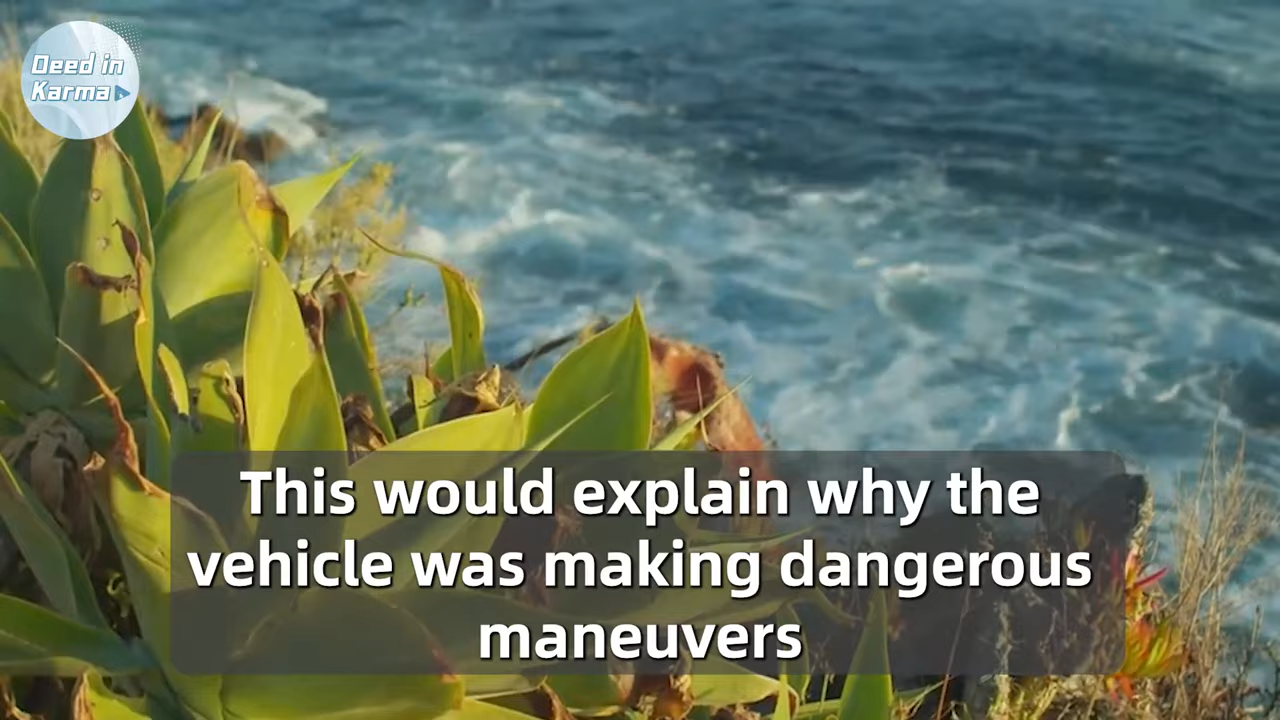 Deed in
Karma
This would explain why the
vehicle was making dangerous
maneuvers